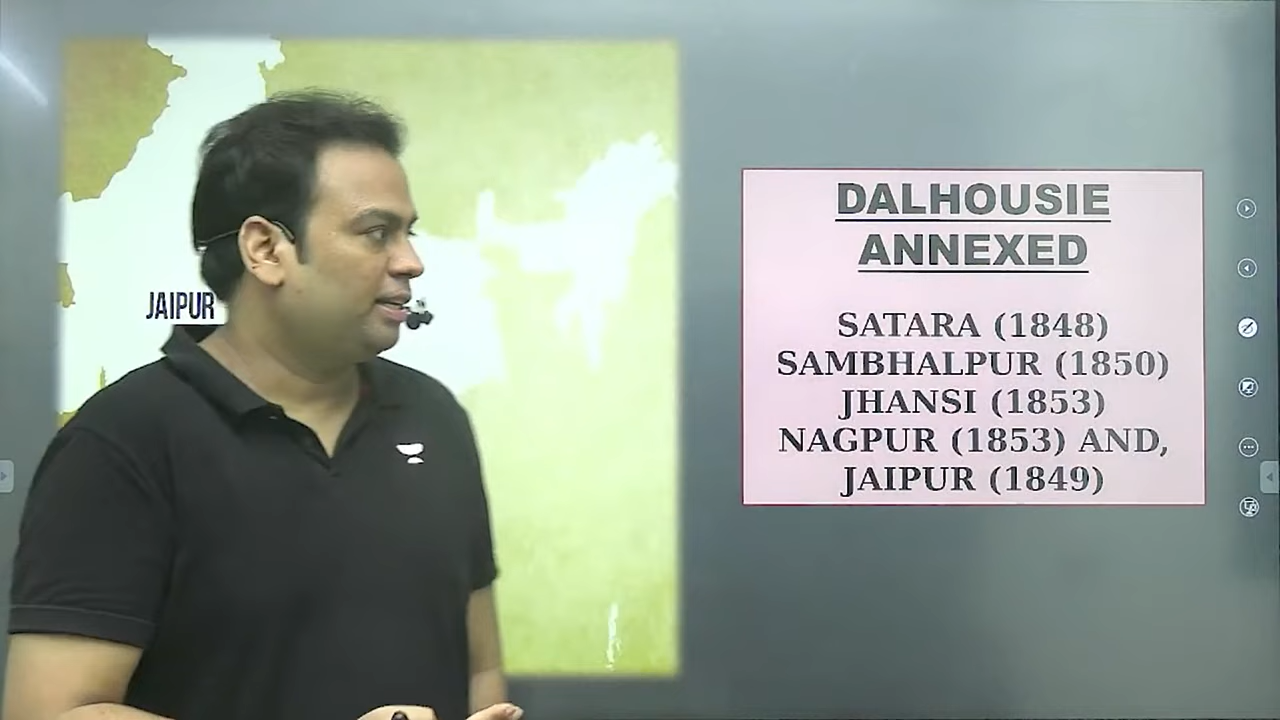 JAIPUR
DALHOUSIE
ANNEXED
SATARA (1848)
SAMBHALPUR (1850)
JHANSI (1853)
NAGPUR (1853) AND,
JAIPUR (1849)